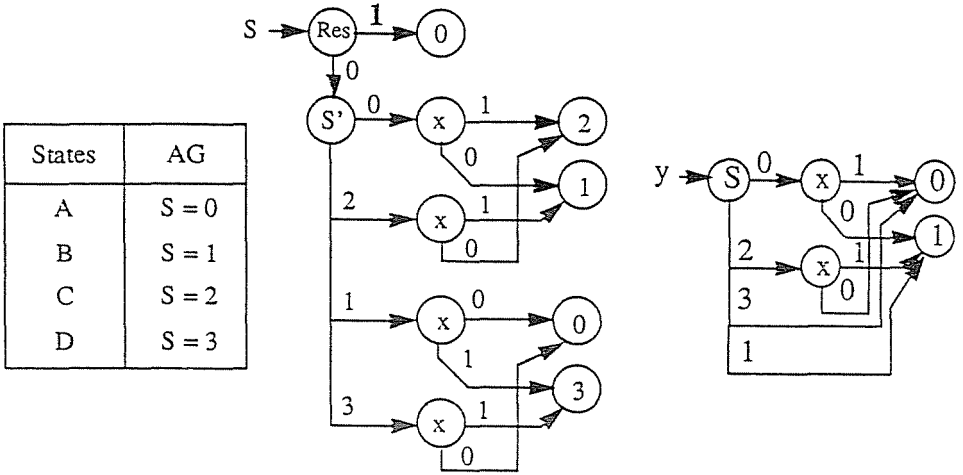 S Res 1 0
0
S' 0 x 1 2
0
1
2 x 1
0
1 x 0 0
1
3
3 x 1
0
States AG
A S = 0
B S = 1
C S = 2
D S = 3
y S 0 x 1 0
0
1
2 x 1
0
3
1